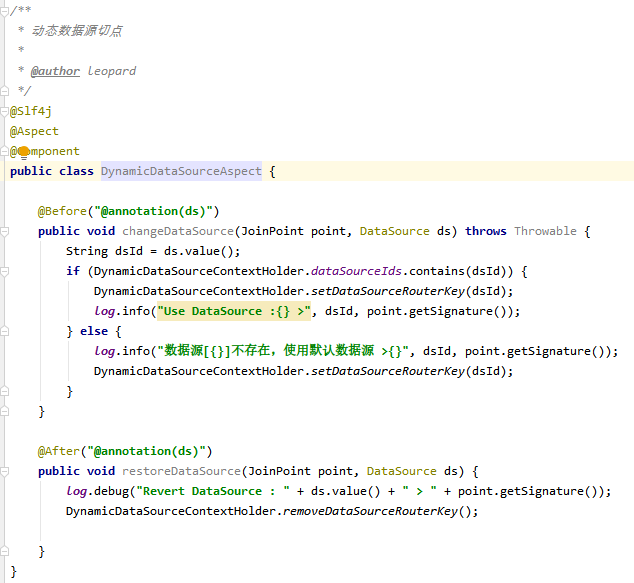 /**
 * 动态数据源切点
 *
 * @author leopard
 */
@Slf4j
@Aspect
@Component
public class DynamicDataSourceAspect {
    @Before("@annotation(ds)")
    public void changeDataSource(JoinPoint point, DataSource ds) throws Throwable {
        String dsId = ds.value();
        if (DynamicDataSourceContextHolder.dataSourceIds.contains(dsId)) {
            DynamicDataSourceContextHolder.setDataSourceRouterKey(dsId);
            log.info("Use DataSource :{} >", dsId, point.getSignature());
        } else {
            log.info("数据源[{}]不存在，使用默认数据源 >{}", dsId, point.getSignature());
            DynamicDataSourceContextHolder.setDataSourceRouterKey(dsId);
        }
    }
    @After("@annotation(ds)")
    public void restoreDataSource(JoinPoint point, DataSource ds) {
        log.debug("Revert DataSource : " + ds.value() + " > " + point.getSignature());
        DynamicDataSourceContextHolder.removeDataSourceRouterKey();
    }
}